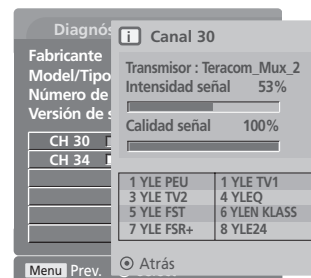 Diagnós
Fabricante
Model/Tipo
Número de
Versión de s
CH 30
CH 34
i Canal 30
Transmisor : Teracom_Mux_2
Intensidad señal 53%
Calidad señal 100%
1 YLE PEU 1 YLE TV1
3 YLE TV2 4 YLEQ
5 YLE FST 6 YLEN KLASS
7 YLE FSR+ 8 YLE24
Atrás
Menu Prev.